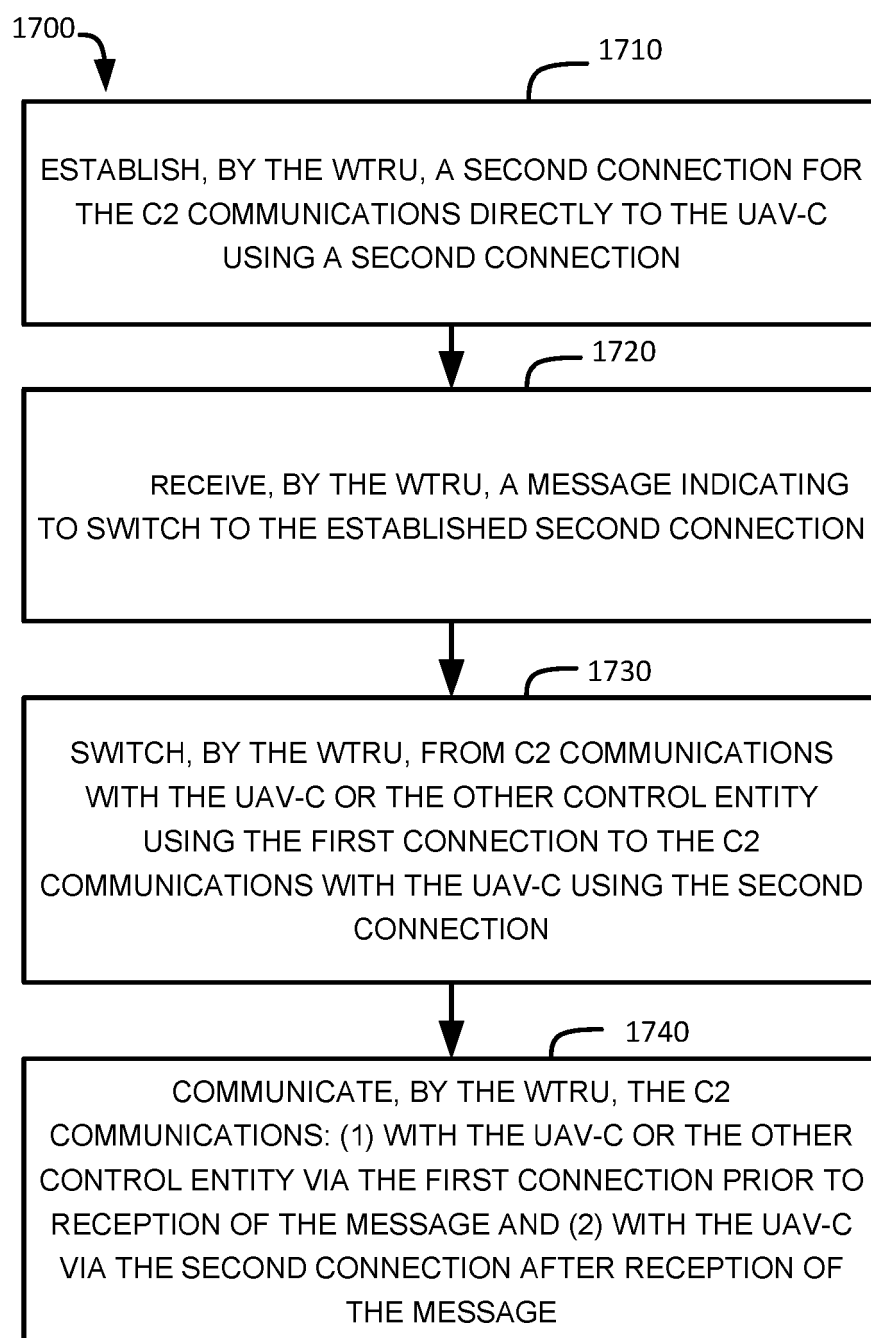 1700
1710
ESTABLISH, BY THE WTRU, A SECOND CONNECTION FOR
THE C2 COMMUNICATIONS DIRECTLY TO THE UAV-C
USING A SECOND CONNECTION
1720
RECEIVE, BY THE WTRU, A MESSAGE INDICATING
TO SWITCH TO THE ESTABLISHED SECOND CONNECTION
1730
SWITCH, BY THE WTRU, FROM C2 COMMUNICATIONS
WITH THE UAV-C OR THE OTHER CONTROL ENTITY
USING THE FIRST CONNECTION TO THE C2
COMMUNICATIONS WITH THE UAV-C USING THE SECOND
CONNECTION
1740
COMMUNICATE, BY THE WTRU, THE C2
COMMUNICATIONS: (1) WITH THE UAV-C OR THE OTHER
CONTROL ENTITY VIA THE FIRST CONNECTION PRIOR TO
RECEPTION OF THE MESSAGE AND (2) WITH THE UAV-C
VIA THE SECOND CONNECTION AFTER RECEPTION OF
THE MESSAGE